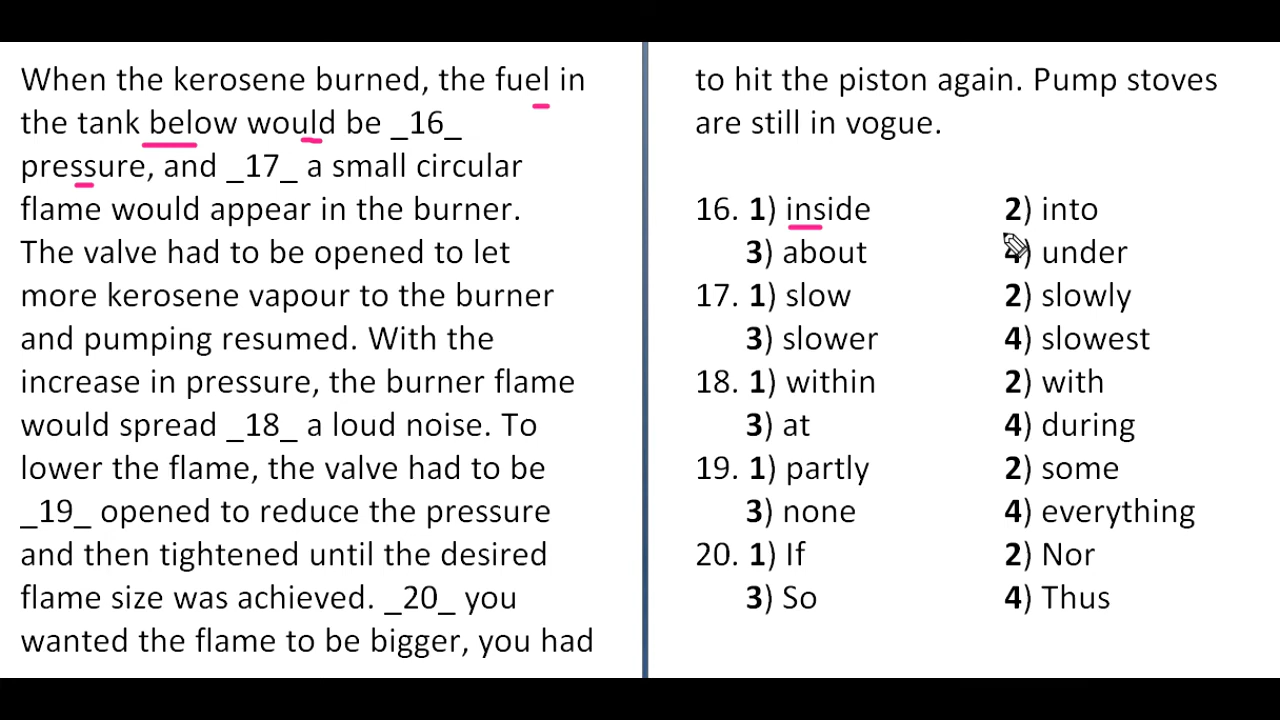 When the kerosene burned, the fuel in
the tank below would be _16_
pressure, and _17_ a small circular
flame would appear in the burner.
The valve had to be opened to let
more kerosene vapour to the burner
and pumping resumed. With the
increase in pressure, the burner flame
would spread _18_ a loud noise. To
lower the flame, the valve had to be
_19_ opened to reduce the pressure
and then tightened until the desired
flame size was achieved. _20_ you
wanted the flame to be bigger, you had
to hit the piston again. Pump stoves
are still in vogue.
16. 1) inside 2) into
3) about 4) under
17. 1) slow 2) slowly
3) slower 4) slowest
18. 1) within 2) with
3) at 4) during
19. 1) partly 2) some
3) none 4) everything
20. 1) If 2) Nor
3) So 4) Thus